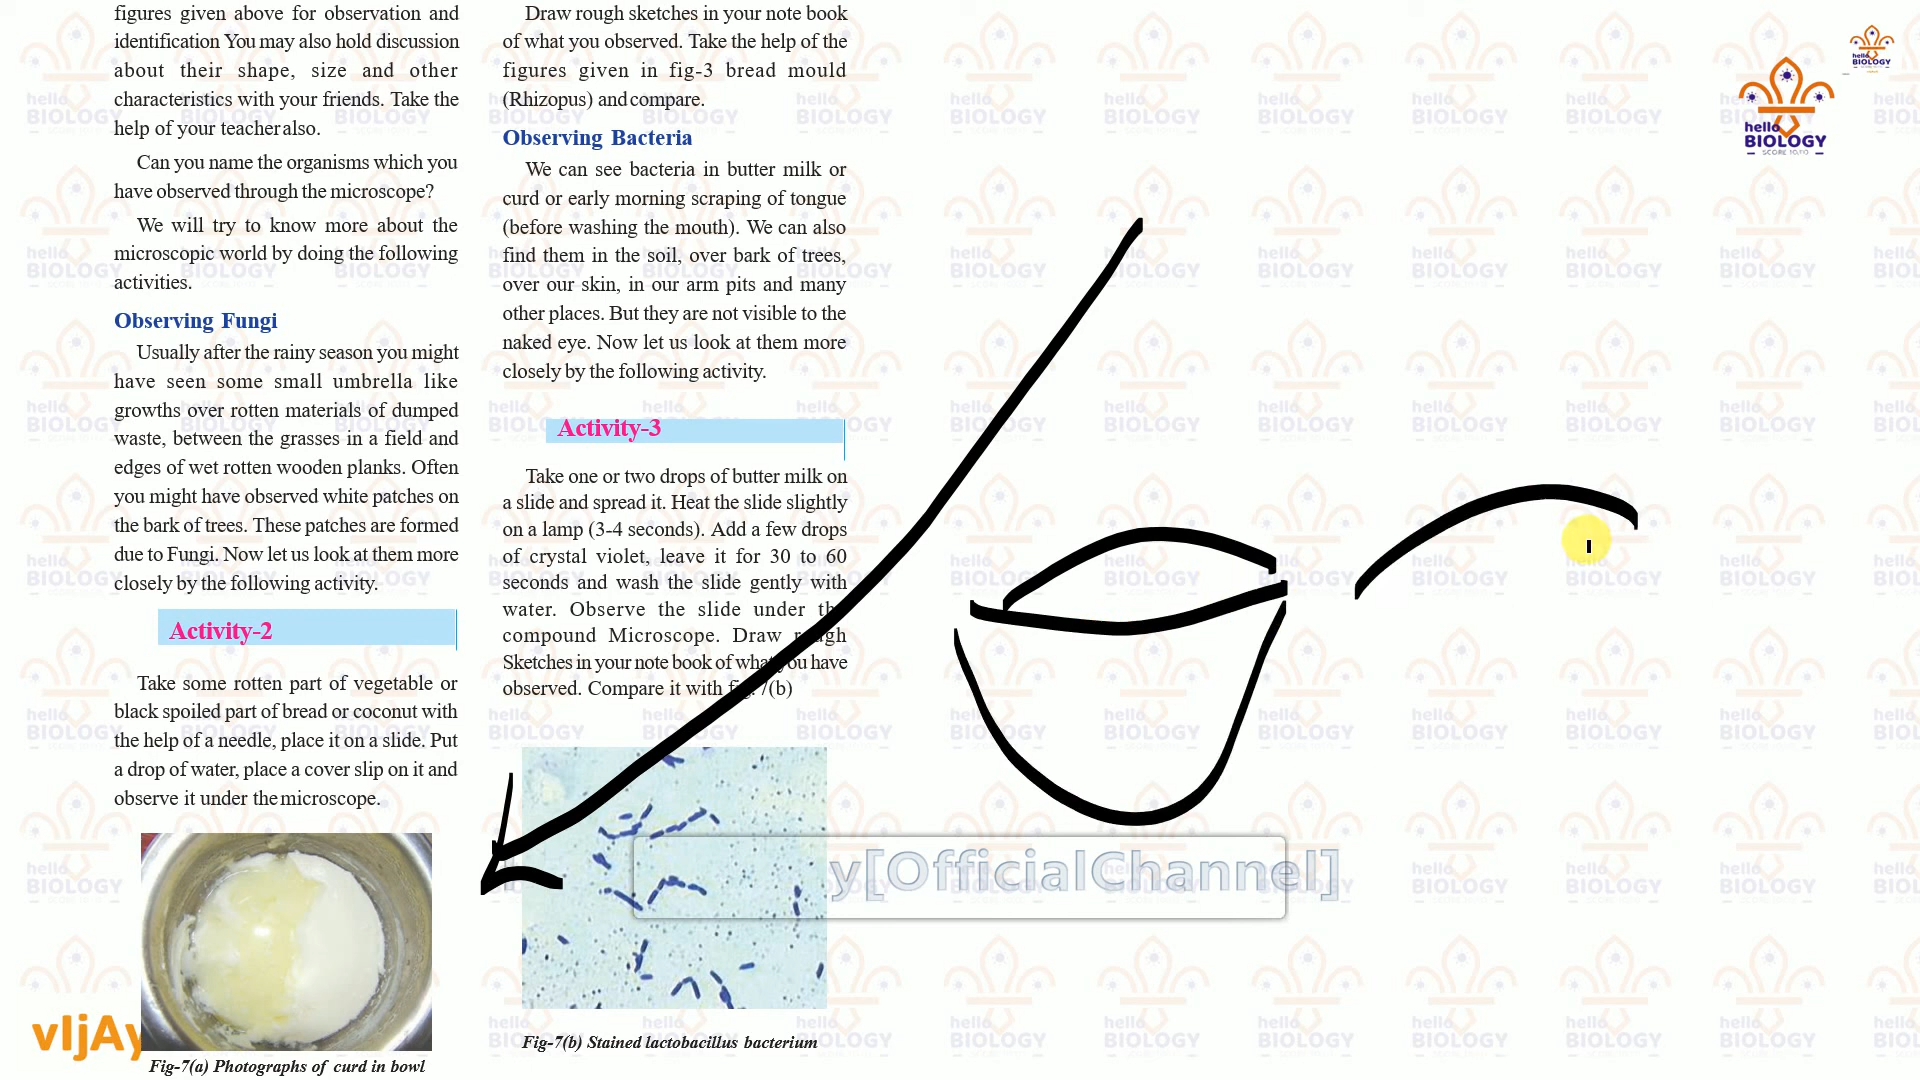 figures given above for observation and
identification You may also hold discussion
about their shape, size and other
characteristics with your friends. Take the
help of your teacher also.
Can you name the organisms which you
have observed through the microscope?
We will try to know more about the
microscopic world by doing the following
activities.
Observing Fungi
Usually after the rainy season you might
have seen some small umbrella like
growths over rotten materials of dumped
waste, between the grasses in a field and
edges of wet rotten wooden planks. Often
you might have observed white patches on
the bark of trees. These patches are formed
due to Fungi. Now let us look at them more
closely by the following activity.
Activity-2
Take some rotten part of vegetable or
black spoiled part of bread or coconut with
the help of a needle, place it on a slide. Put
a drop of water, place a cover slip on it and
observe it under the microscope.
Fig-7(a) Photographs of curd in bowl
Draw rough sketches in your note book
of what you observed. Take the help of the
figures given in fig-3 bread mould
(Rhizopus) and compare.
Observing Bacteria
We can see bacteria in butter milk or
curd or early morning scraping of tongue
(before washing the mouth). We can also
find them in the soil, over bark of trees,
over our skin, in our arm pits and many
other places. But they are not visible to the
naked eye. Now let us look at them more
closely by the following activity.
Activity-3
Take one or two drops of butter milk on
a slide and spread it. Heat the slide slightly
on a lamp (3-4 seconds). Add a few drops
of crystal violet, leave it for 30 to 60
seconds and wash the slide gently with
water. Observe the slide under the
compound Microscope. Draw rough
Sketches in your note book of what you have
observed. Compare it with fig. 7(b)
Fig-7(b) Stained lactobacillus bacterium
hello
BIOLOGY
SCORE 10/10
hello
BIOLOGY
y[OfficialChannel]
vIjAy